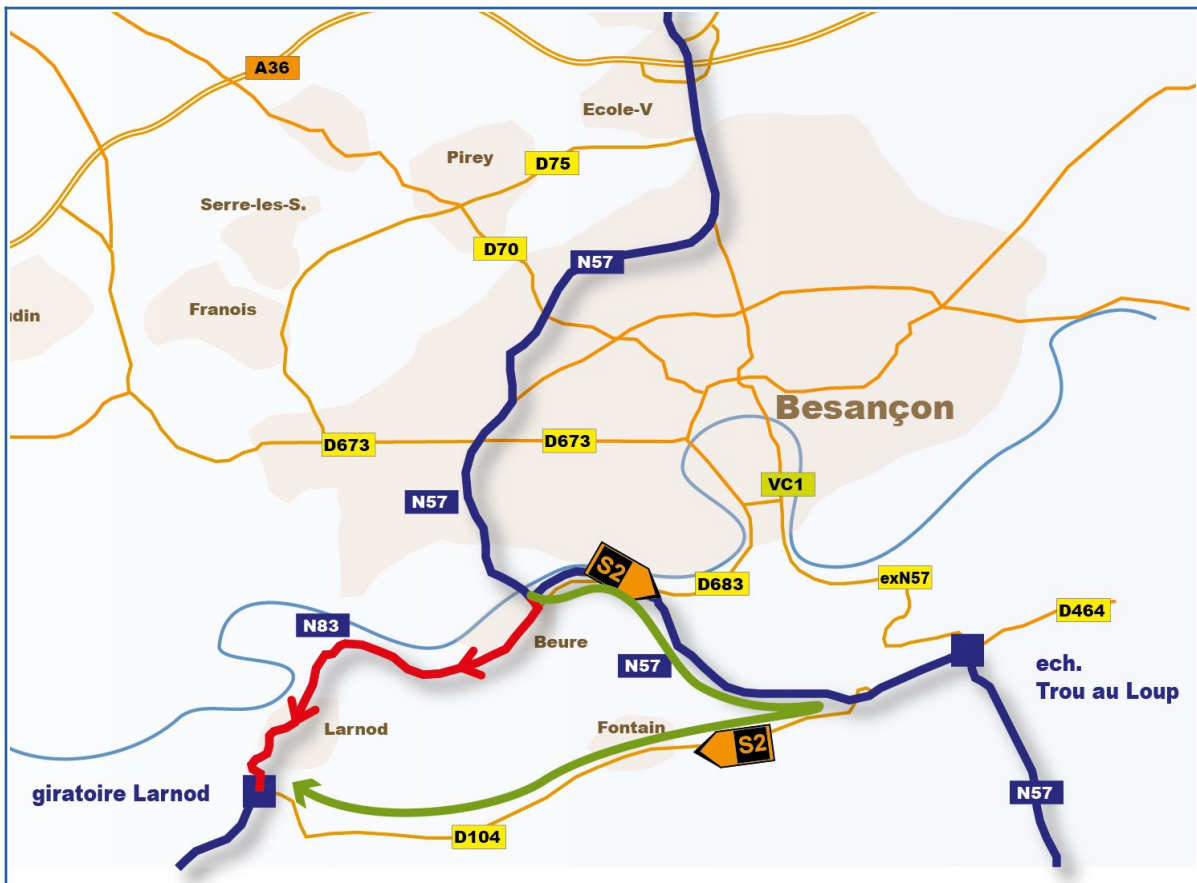 A36
Ecole-V
Pirey
D75
Serre-les-S.
D70
N57
udin
Franois
Besançon
D673
D673
VC1
N57
S2
exN57
D683
D464
N83
Beure
N57
ech.
Trou au Loup
Larnod
Fontain
S2
giratoire Larnod
N57
D104